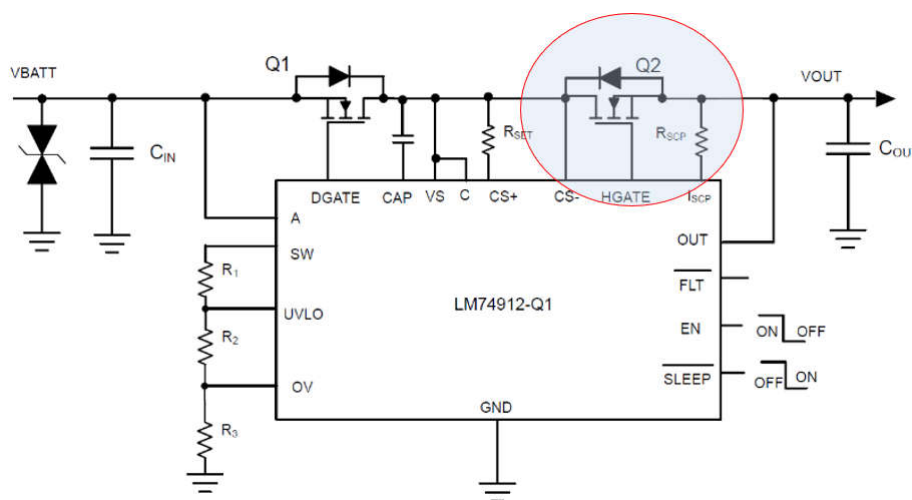 Q1
Q2
VBATT
VOUT
CIN
RSET
RSCP
COU
DGATE
CAP
VS
C
CS+
CS-
HGATE
ISCP
A
OUT
SW
R1
FLT
UVLO
LM74912-Q1
R2
EN
ON
OFF
OV
SLEEP
OFF
ON
GND
R3